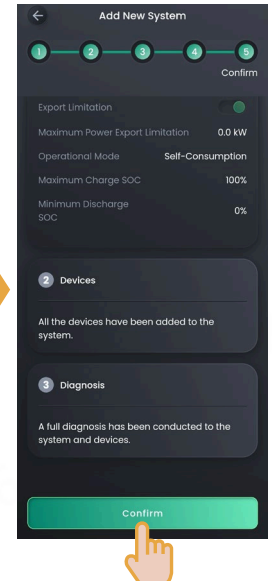 Add New System
1 2 3 4 5
Confirm
Export Limitation
Maximum Power Export Limitation 0.0 kW
Operational Mode Self-Consumption
Maximum Charge SOC 100%
Minimum Discharge
SOC 0%
2 Devices
All the devices have been added to the
system.
3 Diagnosis
A full diagnosis has been conducted to the
system and devices.
Confirm